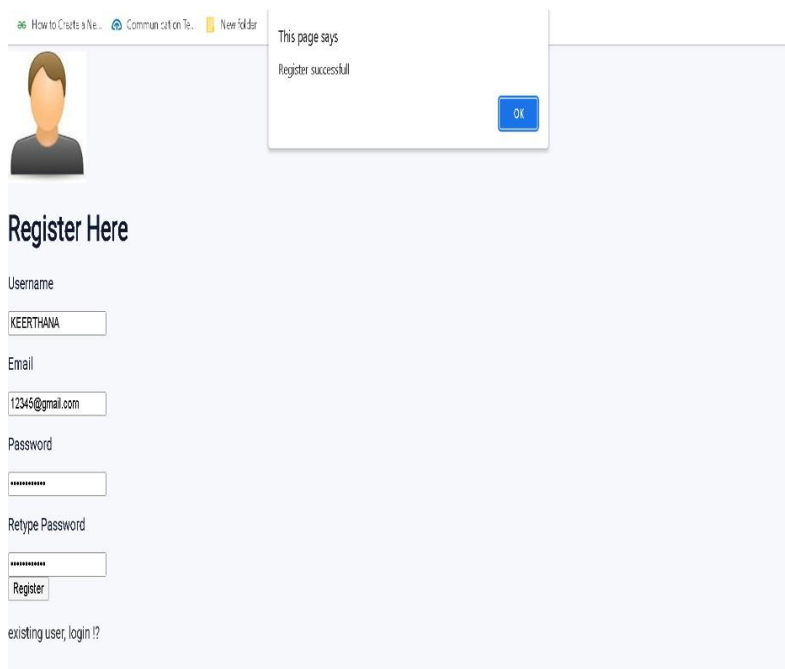 How to Create a Ne... Communication Te... New folder
This page says
Register successfull
OK
Register Here
Username
KEERTHANA
Email
12345@gmail.com
Password
••••••••••••
Retype Password
••••••••••••
Register
existing user, login !?